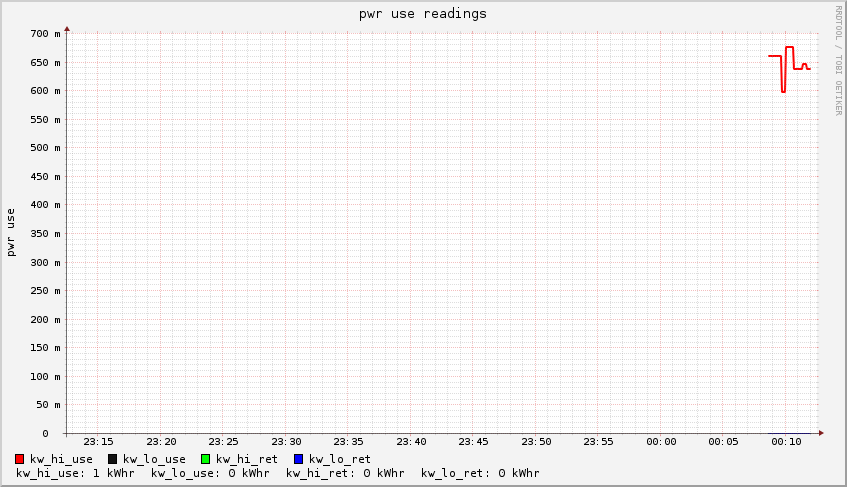 pwr use readings
RRDTOOL / TOBI OETIKER
700 m
650 m
600 m
550 m
500 m
450 m
400 m
350 m
300 m
250 m
200 m
150 m
100 m
50 m
0
pwr use
23:15 23:20 23:25 23:30 23:35 23:40 23:45 23:50 23:55 00:00 00:05 00:10
kw_hi_use kw_lo_use kw_hi_ret kw_lo_ret
kw_hi_use: 1 kWhr kw_lo_use: 0 kWhr kw_hi_ret: 0 kWhr kw_lo_ret: 0 kWhr